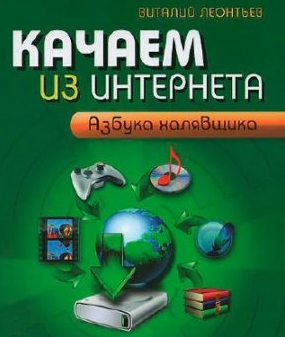 ВИТАЛИЙ ЛЕОНТЬЕВ
КАЧАЕМ
ИЗ ИНТЕРНЕТА
Азбука халявщика